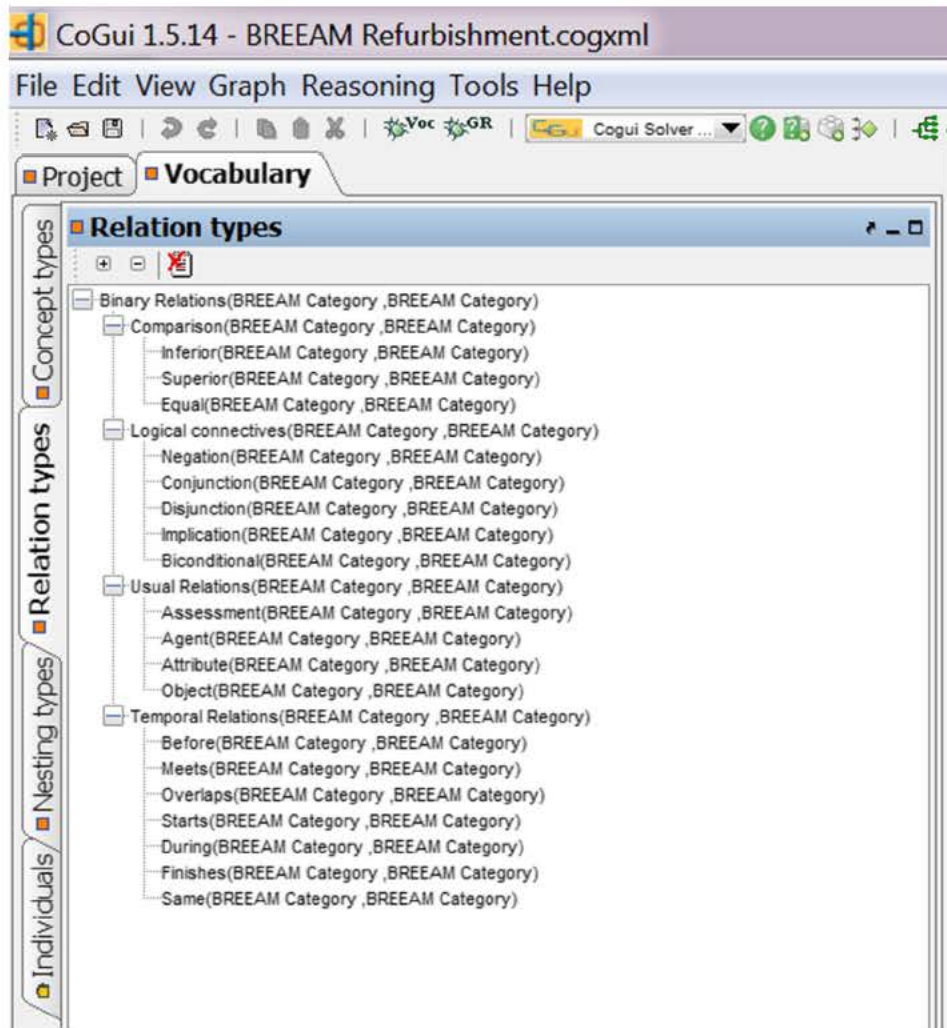 CoGui 1.5.14 - BREEAM Refurbishment.cogxml
File Edit View Graph Reasoning Tools Help
Voc GR CGui Cogui Solver ...
Project Vocabulary
Concept types
Relation types
Nesting types
Individuals
Relation types
Binary Relations(BREEAM Category ,BREEAM Category)
Comparison(BREEAM Category ,BREEAM Category)
Inferior(BREEAM Category ,BREEAM Category)
Superior(BREEAM Category ,BREEAM Category)
Equal(BREEAM Category ,BREEAM Category)
Logical connectives(BREEAM Category ,BREEAM Category)
Negation(BREEAM Category ,BREEAM Category)
Conjunction(BREEAM Category ,BREEAM Category)
Disjunction(BREEAM Category ,BREEAM Category)
Implication(BREEAM Category ,BREEAM Category)
Biconditional(BREEAM Category ,BREEAM Category)
Usual Relations(BREEAM Category ,BREEAM Category)
Assessment(BREEAM Category ,BREEAM Category)
Agent(BREEAM Category ,BREEAM Category)
Attribute(BREEAM Category ,BREEAM Category)
Object(BREEAM Category ,BREEAM Category)
Temporal Relations(BREEAM Category ,BREEAM Category)
Before(BREEAM Category ,BREEAM Category)
Meets(BREEAM Category ,BREEAM Category)
Overlaps(BREEAM Category ,BREEAM Category)
Starts(BREEAM Category ,BREEAM Category)
During(BREEAM Category ,BREEAM Category)
Finishes(BREEAM Category ,BREEAM Category)
Same(BREEAM Category ,BREEAM Category)